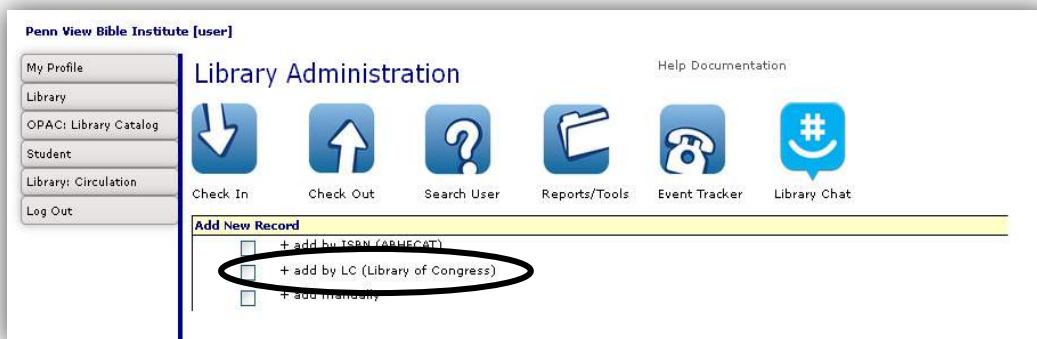 Penn View Bible Institute [user]
My Profile
Library
OPAC: Library Catalog
Student
Library: Circulation
Log Out
Library Administration
Help Documentation
Check In
Check Out
Search User
Reports/Tools
Event Tracker
#
Library Chat
Add New Record
+ add by ISBN (ABHECAT)
+ add by LC (Library of Congress)
+ add manually